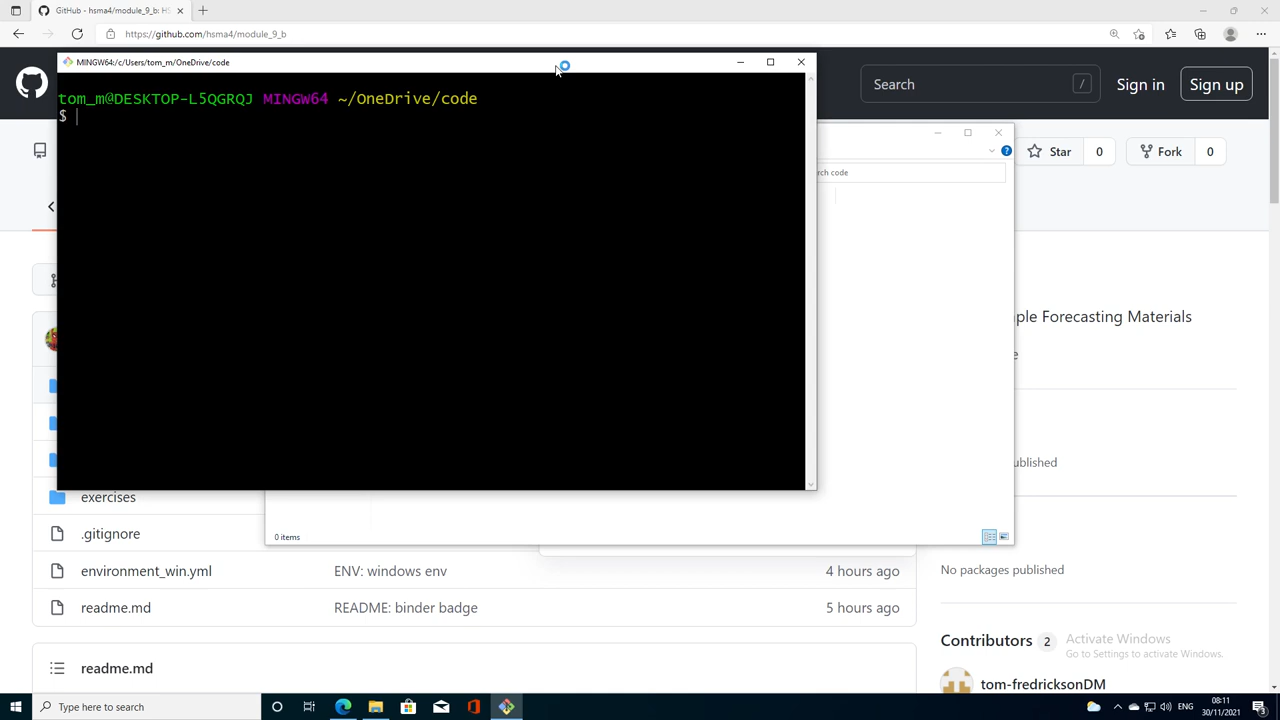 GitHub - hsma4/module_9_b: HS
https://github.com/hsma4/module_9_b
MINGW64:/c/Users/tom_m/OneDrive/code
tom_m@DESKTOP-L5QGRQJ MINGW64 ~/OneDrive/code
$
Search /
Sign in
Sign up
rch code
Star 0
Fork 0
ple Forecasting Materials
e
ublished
No packages published
Contributors 2
tom-fredricksonDM
Activate Windows
Go to Settings to activate Windows.
0 items
exercises
.gitignore
environment_win.yml ENV: windows env 4 hours ago
readme.md README: binder badge 5 hours ago
readme.md
Type here to search
ENG
08:11
30/11/2021
3